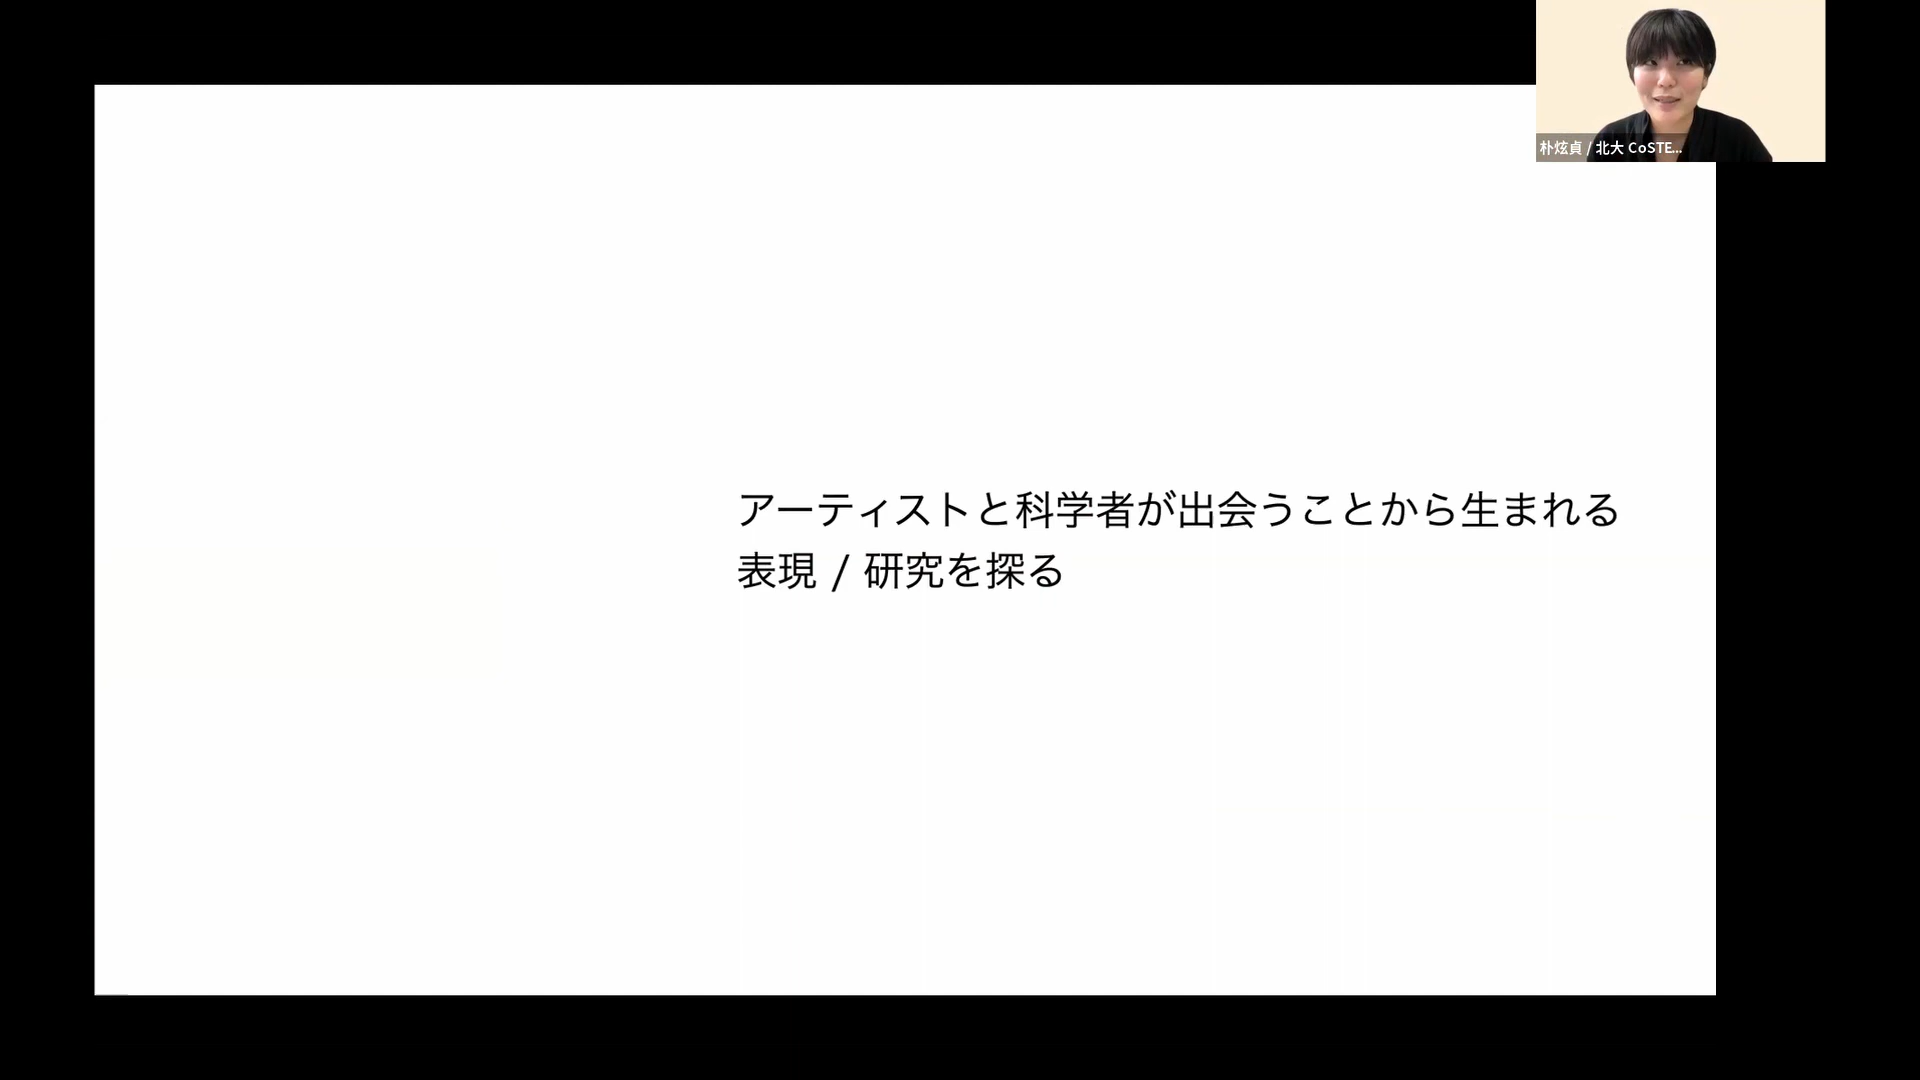 朴炫貞 / 北大 CoSTE...
アーティストと科学者が出会うことから生まれる
表現 / 研究を探る